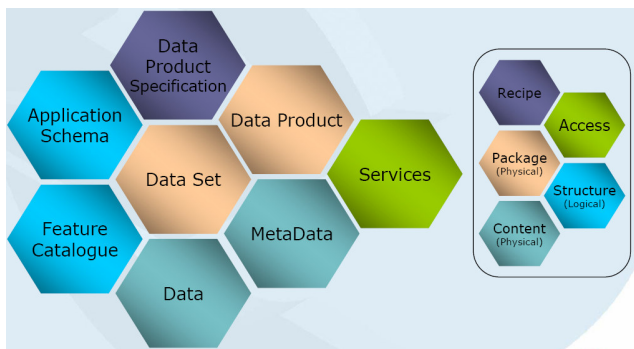 Data
Product
Specification
Application
Schema
Data Product
Data Set
Services
Feature
Catalogue
MetaData
Data
Recipe
Access
Package
(Physical)
Structure
(Logical)
Content
(Physical)